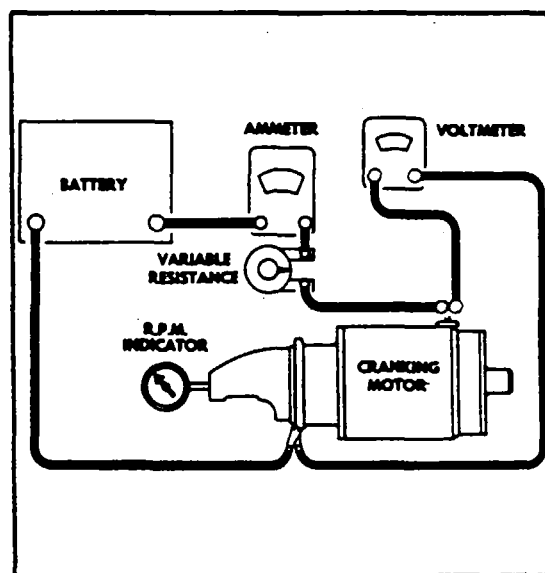 AMMETER
VOLTMETER
BATTERY
VARIABLE
RESISTANCE
R.P.M.
INDICATOR
CRANKING
MOTOR